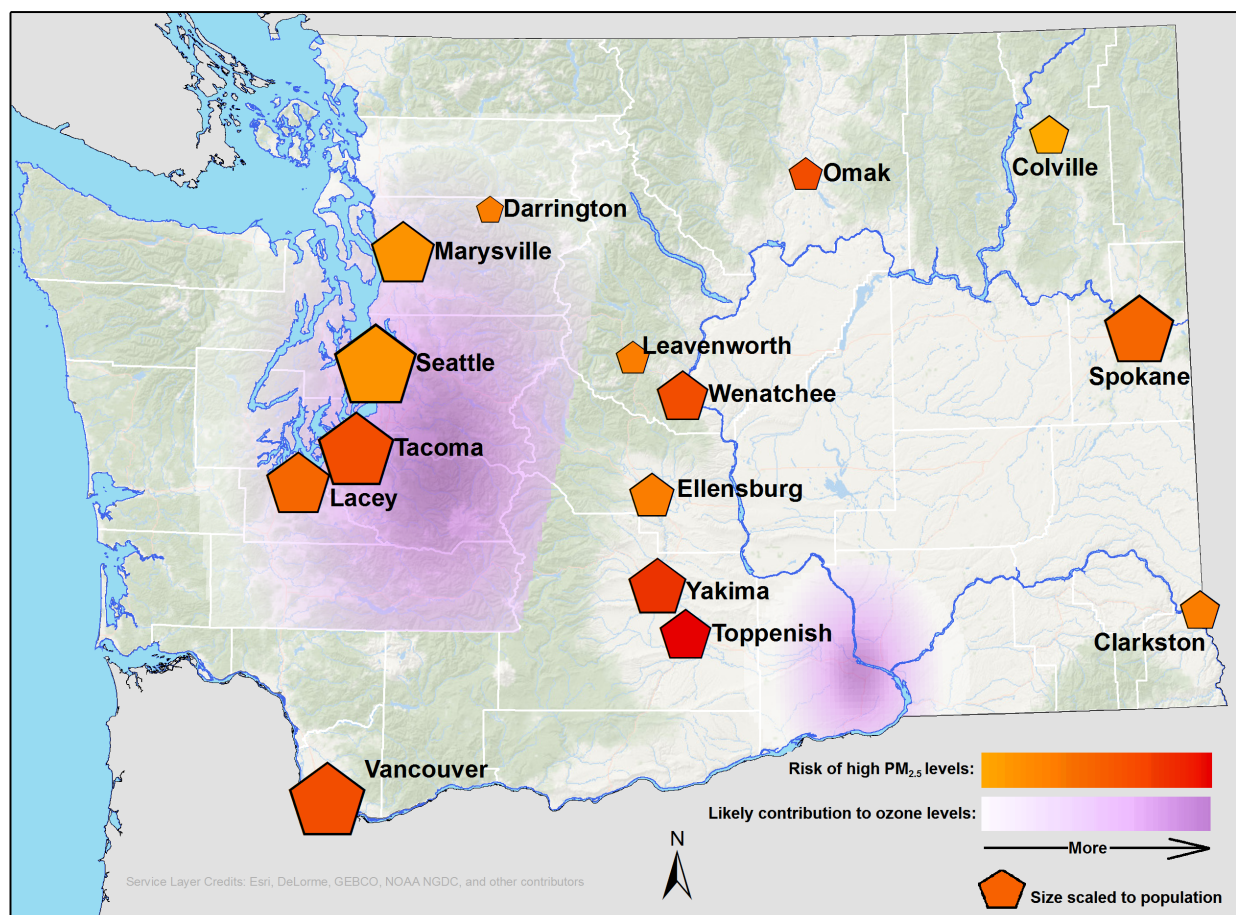 Omak
Colville
Darrington
Marysville
Leavenworth
Seattle
Wenatchee
Spokane
Tacoma
Lacey
Ellensburg
Yakima
Toppenish
Clarkston
Vancouver
Risk of high PM2.5 levels:
Likely contribution to ozone levels:
More
N
Size scaled to population
Service Layer Credits: Esri, DeLorme, GEBCO, NOAA NGDC, and other contributors